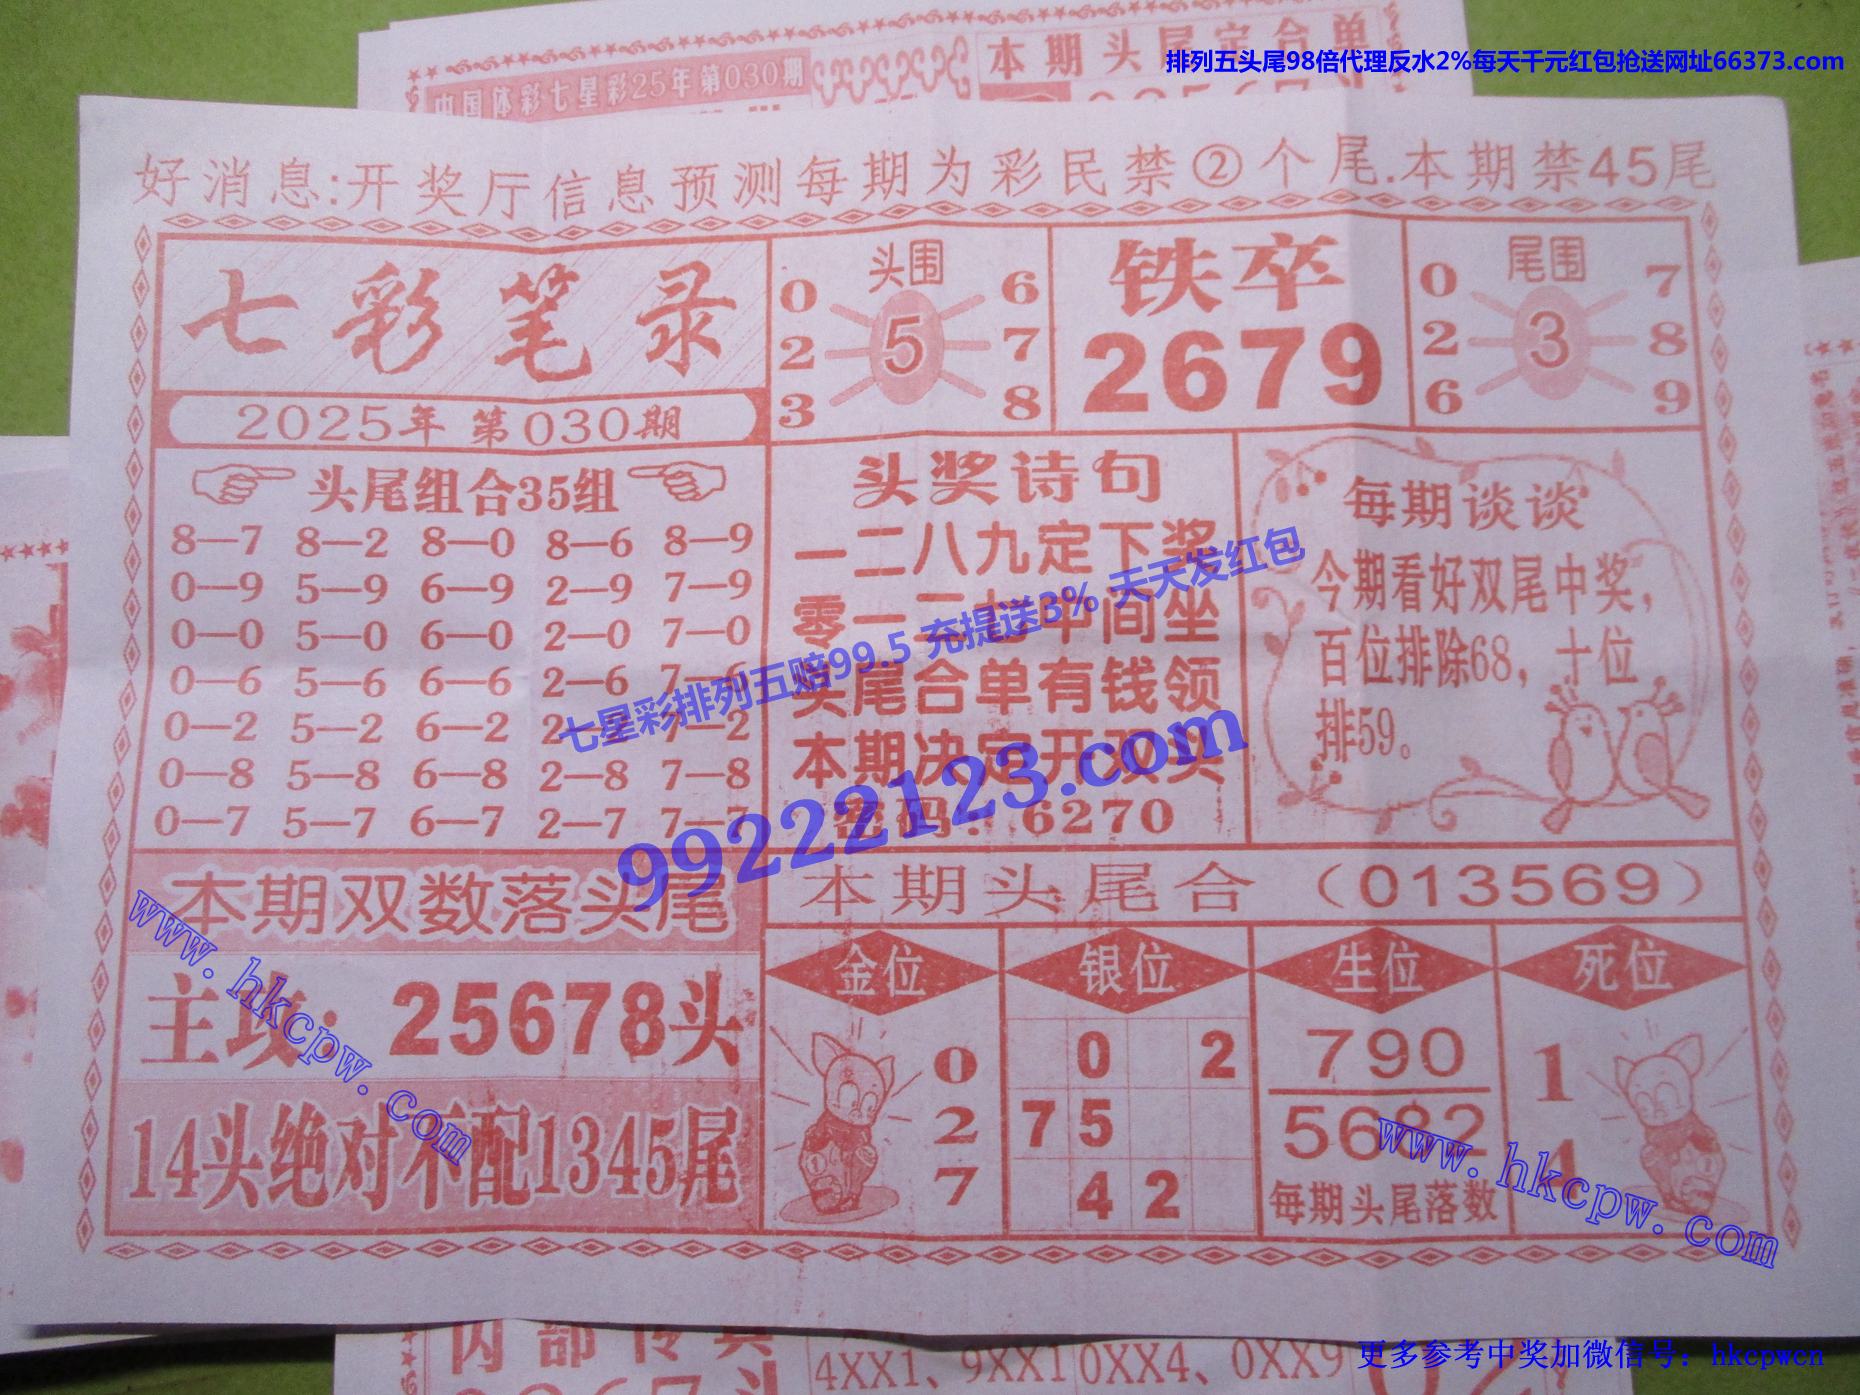 排列五头尾98倍代理反水2%每天千元红包抢送网址66373.com
中国体彩七星彩25年第030期
本期头尾定合单
好消息:开奖厅信息预测每期为彩民禁②个尾.本期禁45尾
七彩笔录
2025年 第030期
头围
0 6
2 5 7
3 8
铁卒
2679
尾围
0 7
2 3 8
6 9
头尾组合35组
8—7 8—2 8—0 8—6 8—9
0—9 5—9 6—9 2—9 7—9
0—0 5—0 6—0 2—0 7—0
0—6 5—6 6—6 2—6 7—6
0—2 5—2 6—2 2—2 7—2
0—8 5—8 6—8 2—8 7—8
0—7 5—7 6—7 2—7 7—7
头奖诗句
一二八九定下奖
零一二七中间坐
头尾合单有钱领
本期决定开双头
密码: 6270
每期谈谈
今期看好双尾中奖，
百位排除68，十位
排59。
七星彩排列五赔99.5 充提送3% 天天发红包
99222123.com
本期双数落头尾
主攻: 25678头
14头绝对不配1345尾
本期头尾合（013569）
金位
0
2
7
银位
0 2
7 5
4 2
生位
790
5682
每期头尾落数
死位
1
4
www.hkcpw.com
www.hkcpw.com
内部传真
4XX1、9XX1
0XX4、0XX9
更多参考中奖加微信号：hkcpwcn